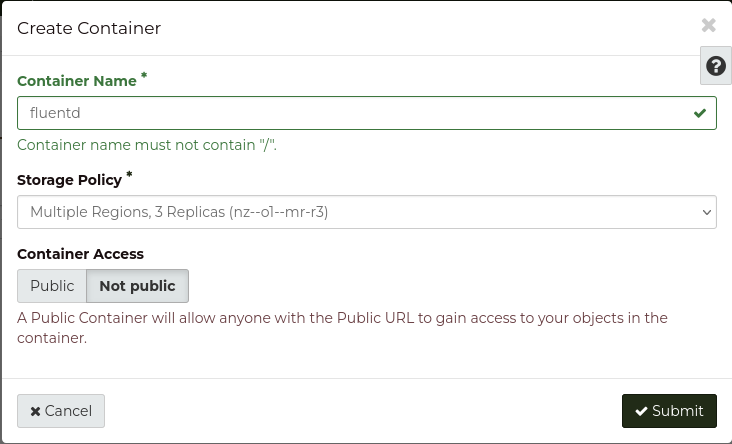 Create Container
Container Name *
fluentd
Container name must not contain "/".
Storage Policy *
Multiple Regions, 3 Replicas (nz--o1--mr-r3)
Container Access
Public Not public
A Public Container will allow anyone with the Public URL to gain access to your objects in the
container.
Cancel Submit